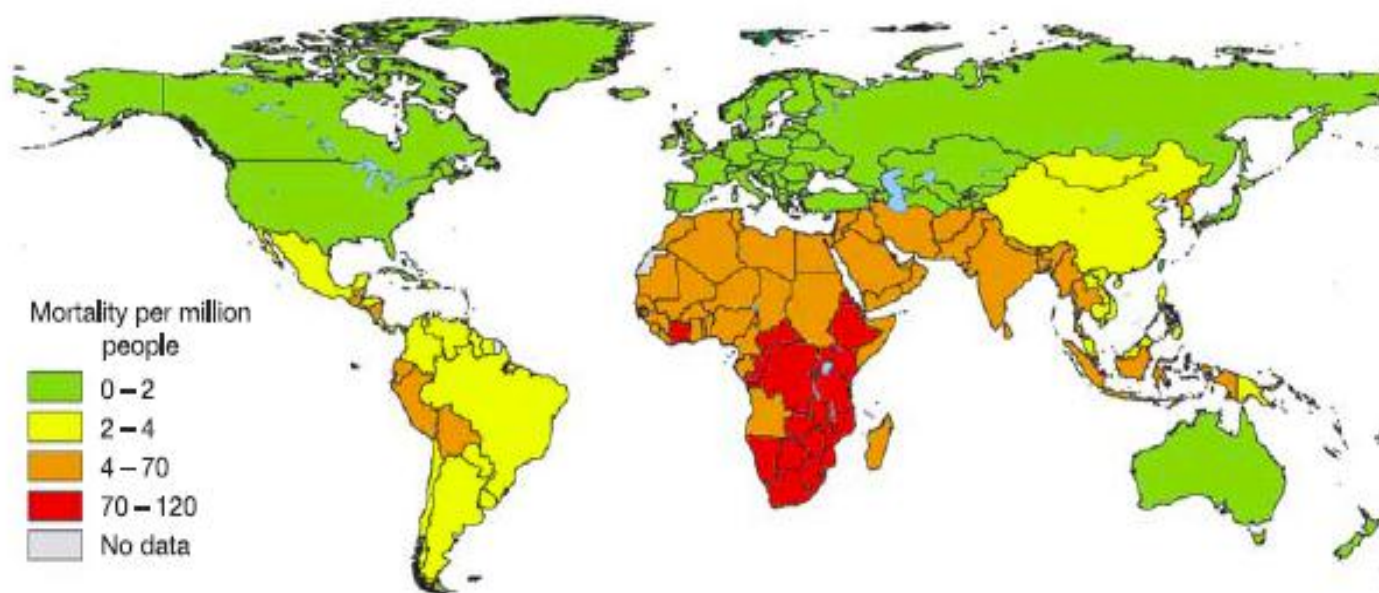 Mortality per million
people
0–2
2–4
4–70
70–120
No data